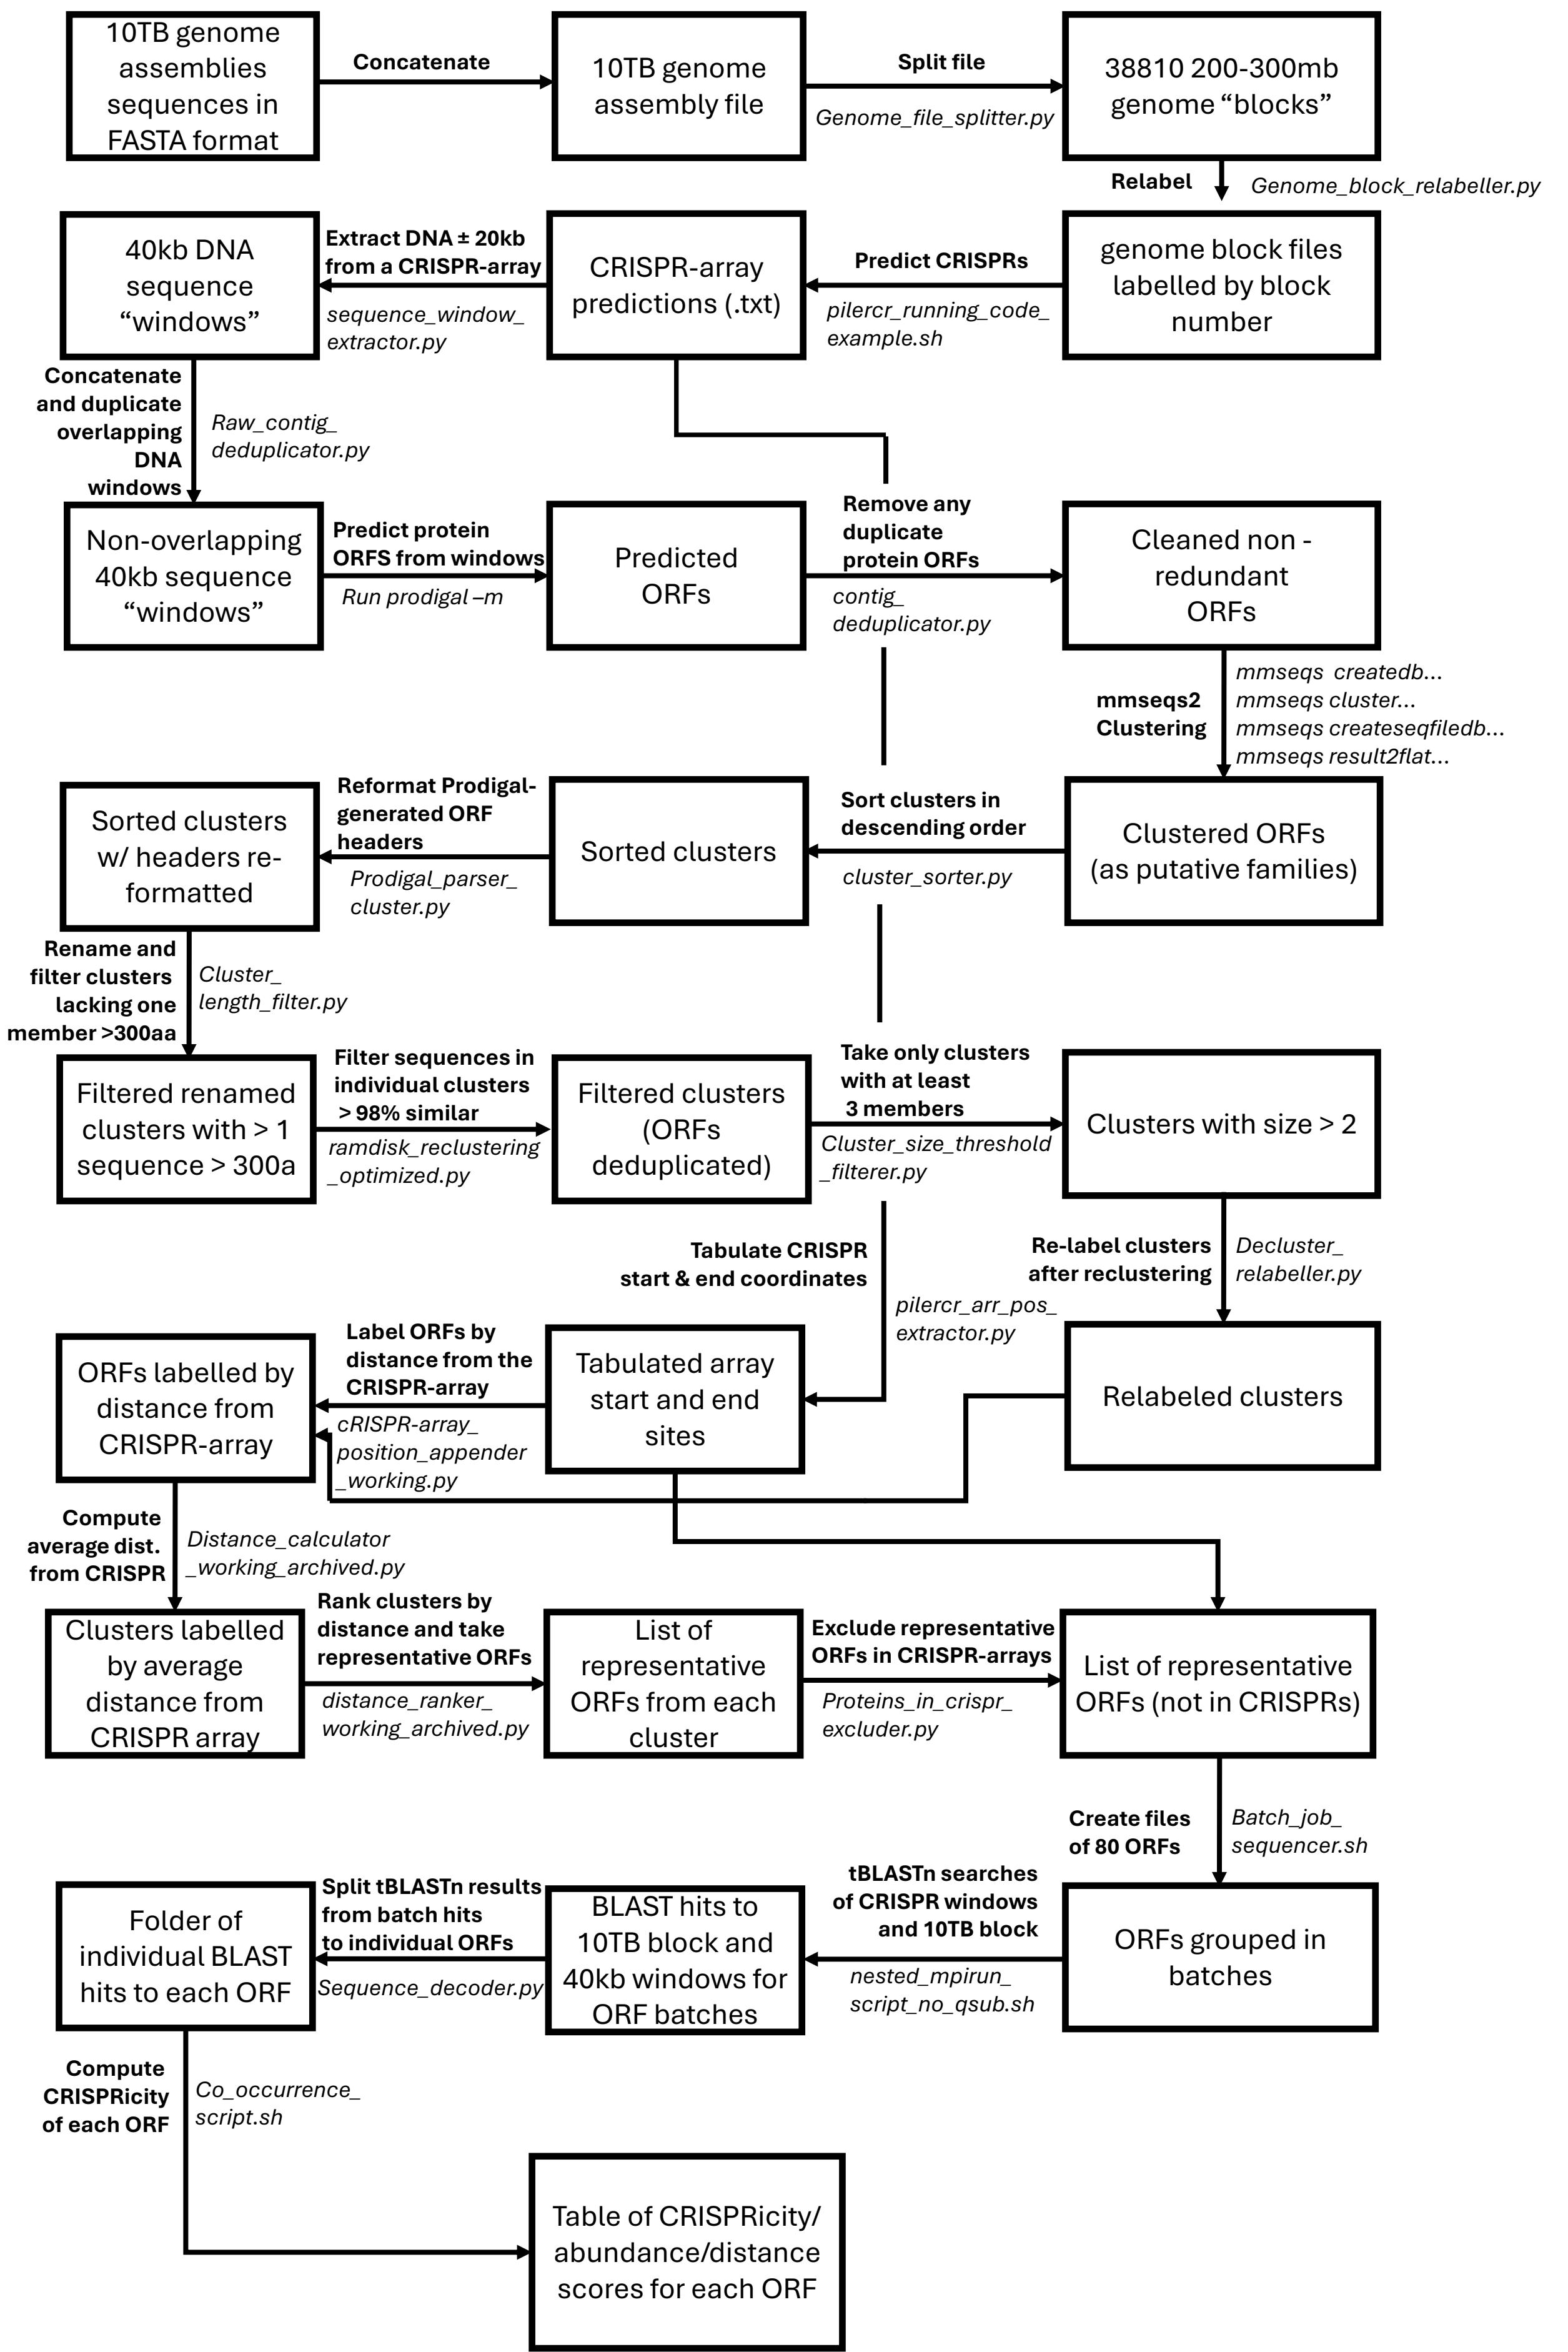 10TB genome
assemblies
sequences in
FASTA format
Concatenate
10TB genome
assembly file
Split file
Genome_file_splitter.py
38810 200-300mb
genome “blocks”
Relabel
Genome_block_relabeller.py
genome block files
labelled by block
number
Predict CRISPRs
pilercr_running_code_
example.sh
CRISPR-array
predictions (.txt)
Extract DNA ± 20kb
from a CRISPR-array
sequence_window_
extractor.py
40kb DNA
sequence
“windows”
Concatenate
and duplicate
overlapping
DNA
windows
Raw_contig_
deduplicator.py
Non-overlapping
40kb sequence
“windows”
Predict protein
ORFS from windows
Run prodigal –m
Predicted
ORFs
Remove any
duplicate
protein ORFs
contig_
deduplicator.py
Cleaned non -
redundant
ORFs
mmseqs2
Clustering
mmseqs  createdb...
mmseqs cluster...
mmseqs createseqfiledb...
mmseqs result2flat...
Clustered ORFs
(as putative families)
Sort clusters in
descending order
cluster_sorter.py
Sorted clusters
Reformat Prodigal-
generated ORF
headers
Prodigal_parser_
cluster.py
Sorted clusters
w/ headers re-
formatted
Rename and
filter clusters
lacking one
member >300aa
Cluster_
length_filter.py
Filtered renamed
clusters with > 1
sequence > 300a
Filter sequences in
individual clusters
> 98% similar
ramdisk_reclustering
_optimized.py
Filtered clusters
(ORFs
deduplicated)
Take only clusters
with at least
3 members
Cluster_size_threshold
_filterer.py
Clusters with size > 2
Re-label clusters
after reclustering
Decluster_
relabeller.py
Relabeled clusters
Tabulate CRISPR
start & end coordinates
pilercr_arr_pos_
extractor.py
Tabulated array
start and end
sites
Label ORFs by
distance from the
CRISPR-array
cRISPR-array_
position_appender
_working.py
ORFs labelled by
distance from
CRISPR-array
Compute
average dist.
from CRISPR
Distance_calculator
_working_archived.py
Clusters labelled
by average
distance from
CRISPR array
Rank clusters by
distance and take
representative ORFs
distance_ranker_
working_archived.py
List of
representative
ORFs from each
cluster
Exclude representative
ORFs in CRISPR-arrays
Proteins_in_crispr_
excluder.py
List of representative
ORFs (not in CRISPRs)
Create files
of 80 ORFs
Batch_job_
sequencer.sh
ORFs grouped in
batches
tBLASTn searches
of CRISPR windows
and 10TB block
nested_mpirun_
script_no_qsub.sh
BLAST hits to
10TB block and
40kb windows for
ORF batches
Split tBLASTn results
from batch hits
to individual ORFs
Sequence_decoder.py
Folder of
individual BLAST
hits to each ORF
Compute
CRISPRicity
of each ORF
Co_occurrence_
script.sh
Table of CRISPRicity/
abundance/distance
scores for each ORF